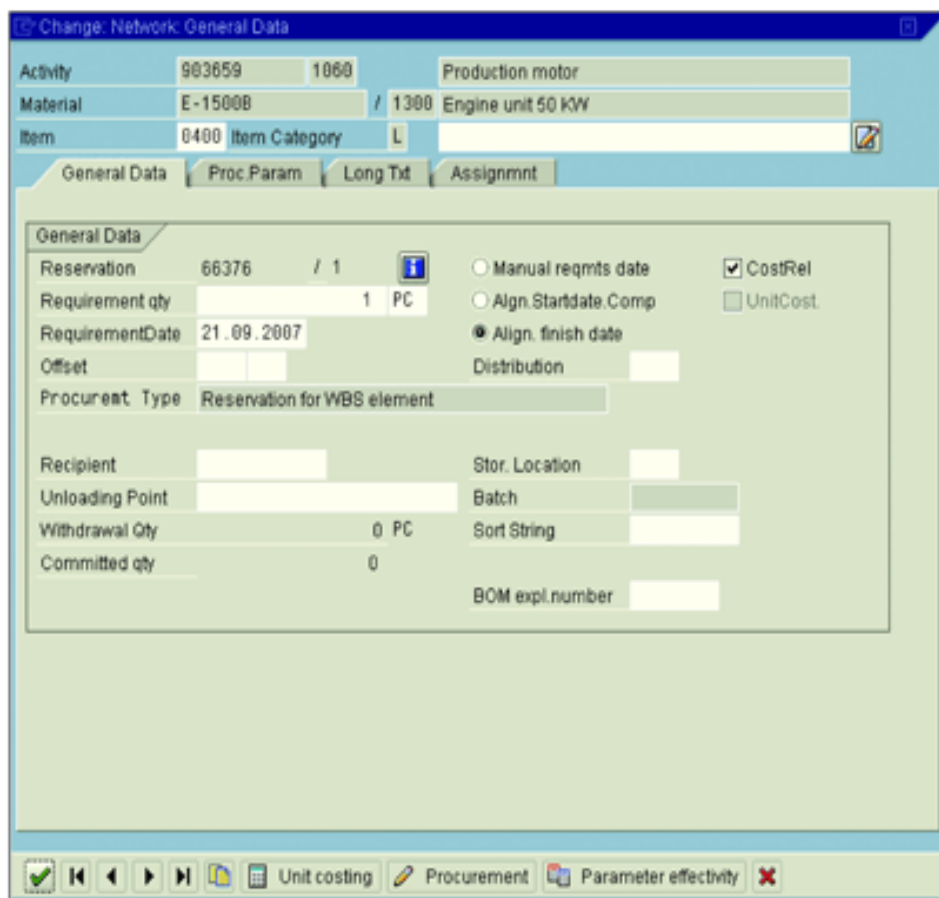 Change: Network: General Data
Activity 903659 1060 Production motor
Material E-1500B / 1300 Engine unit 50 KW
Item 0400 Item Category L
General Data Proc.Param Long Txt Assignmnt
General Data
Reservation 66376 / 1 Manual reqmts date CostRel
Requirement qty 1 PC Algn.Startdate.Comp UnitCost.
RequirementDate 21.09.2007 Align. finish date
Offset Distribution
Procuremt Type Reservation for WBS element
Recipient Stor. Location
Unloading Point Batch
Withdrawal Qty 0 PC Sort String
Committed qty 0
BOM expl.number
Unit costing Procurement Parameter effectivity